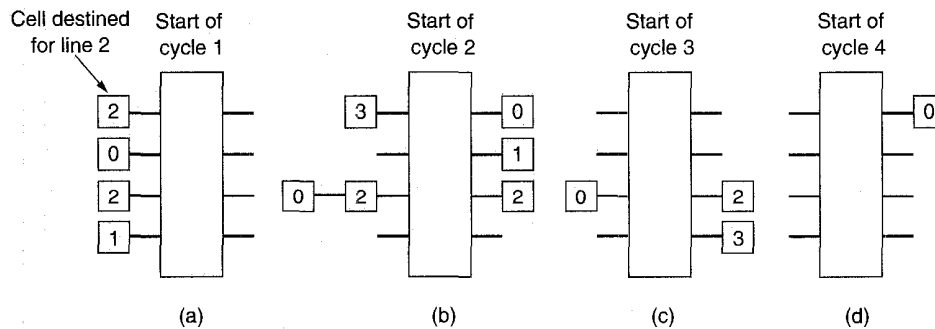 Cell destined
for line 2
Start of
cycle 1
Start of
cycle 2
Start of
cycle 3
Start of
cycle 4
2
0
2
1
3
0
1
0
2
2
0
2
3
0
(a)
(b)
(c)
(d)